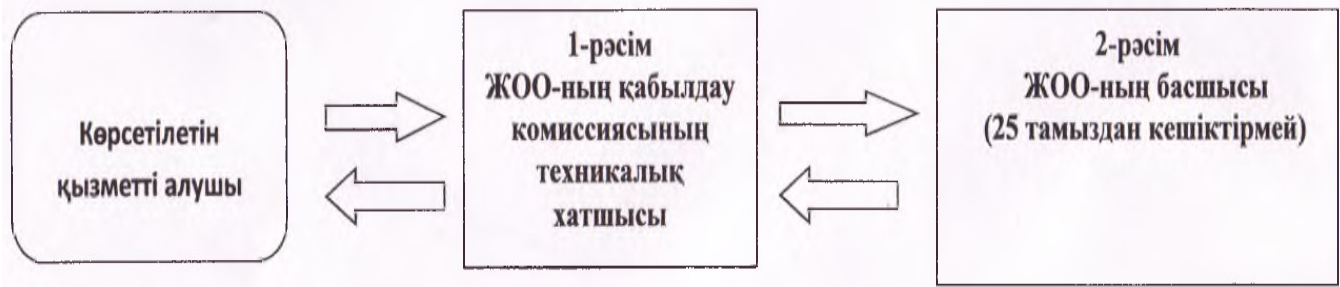 Көрсетілетін
қызметті алушы
1-рәсім
ЖОО-ның қабылдау
комиссиясының
техникалық
хатшысы
2-рәсім
ЖОО-ның басшысы
(25 тамыздан кешіктірмей)